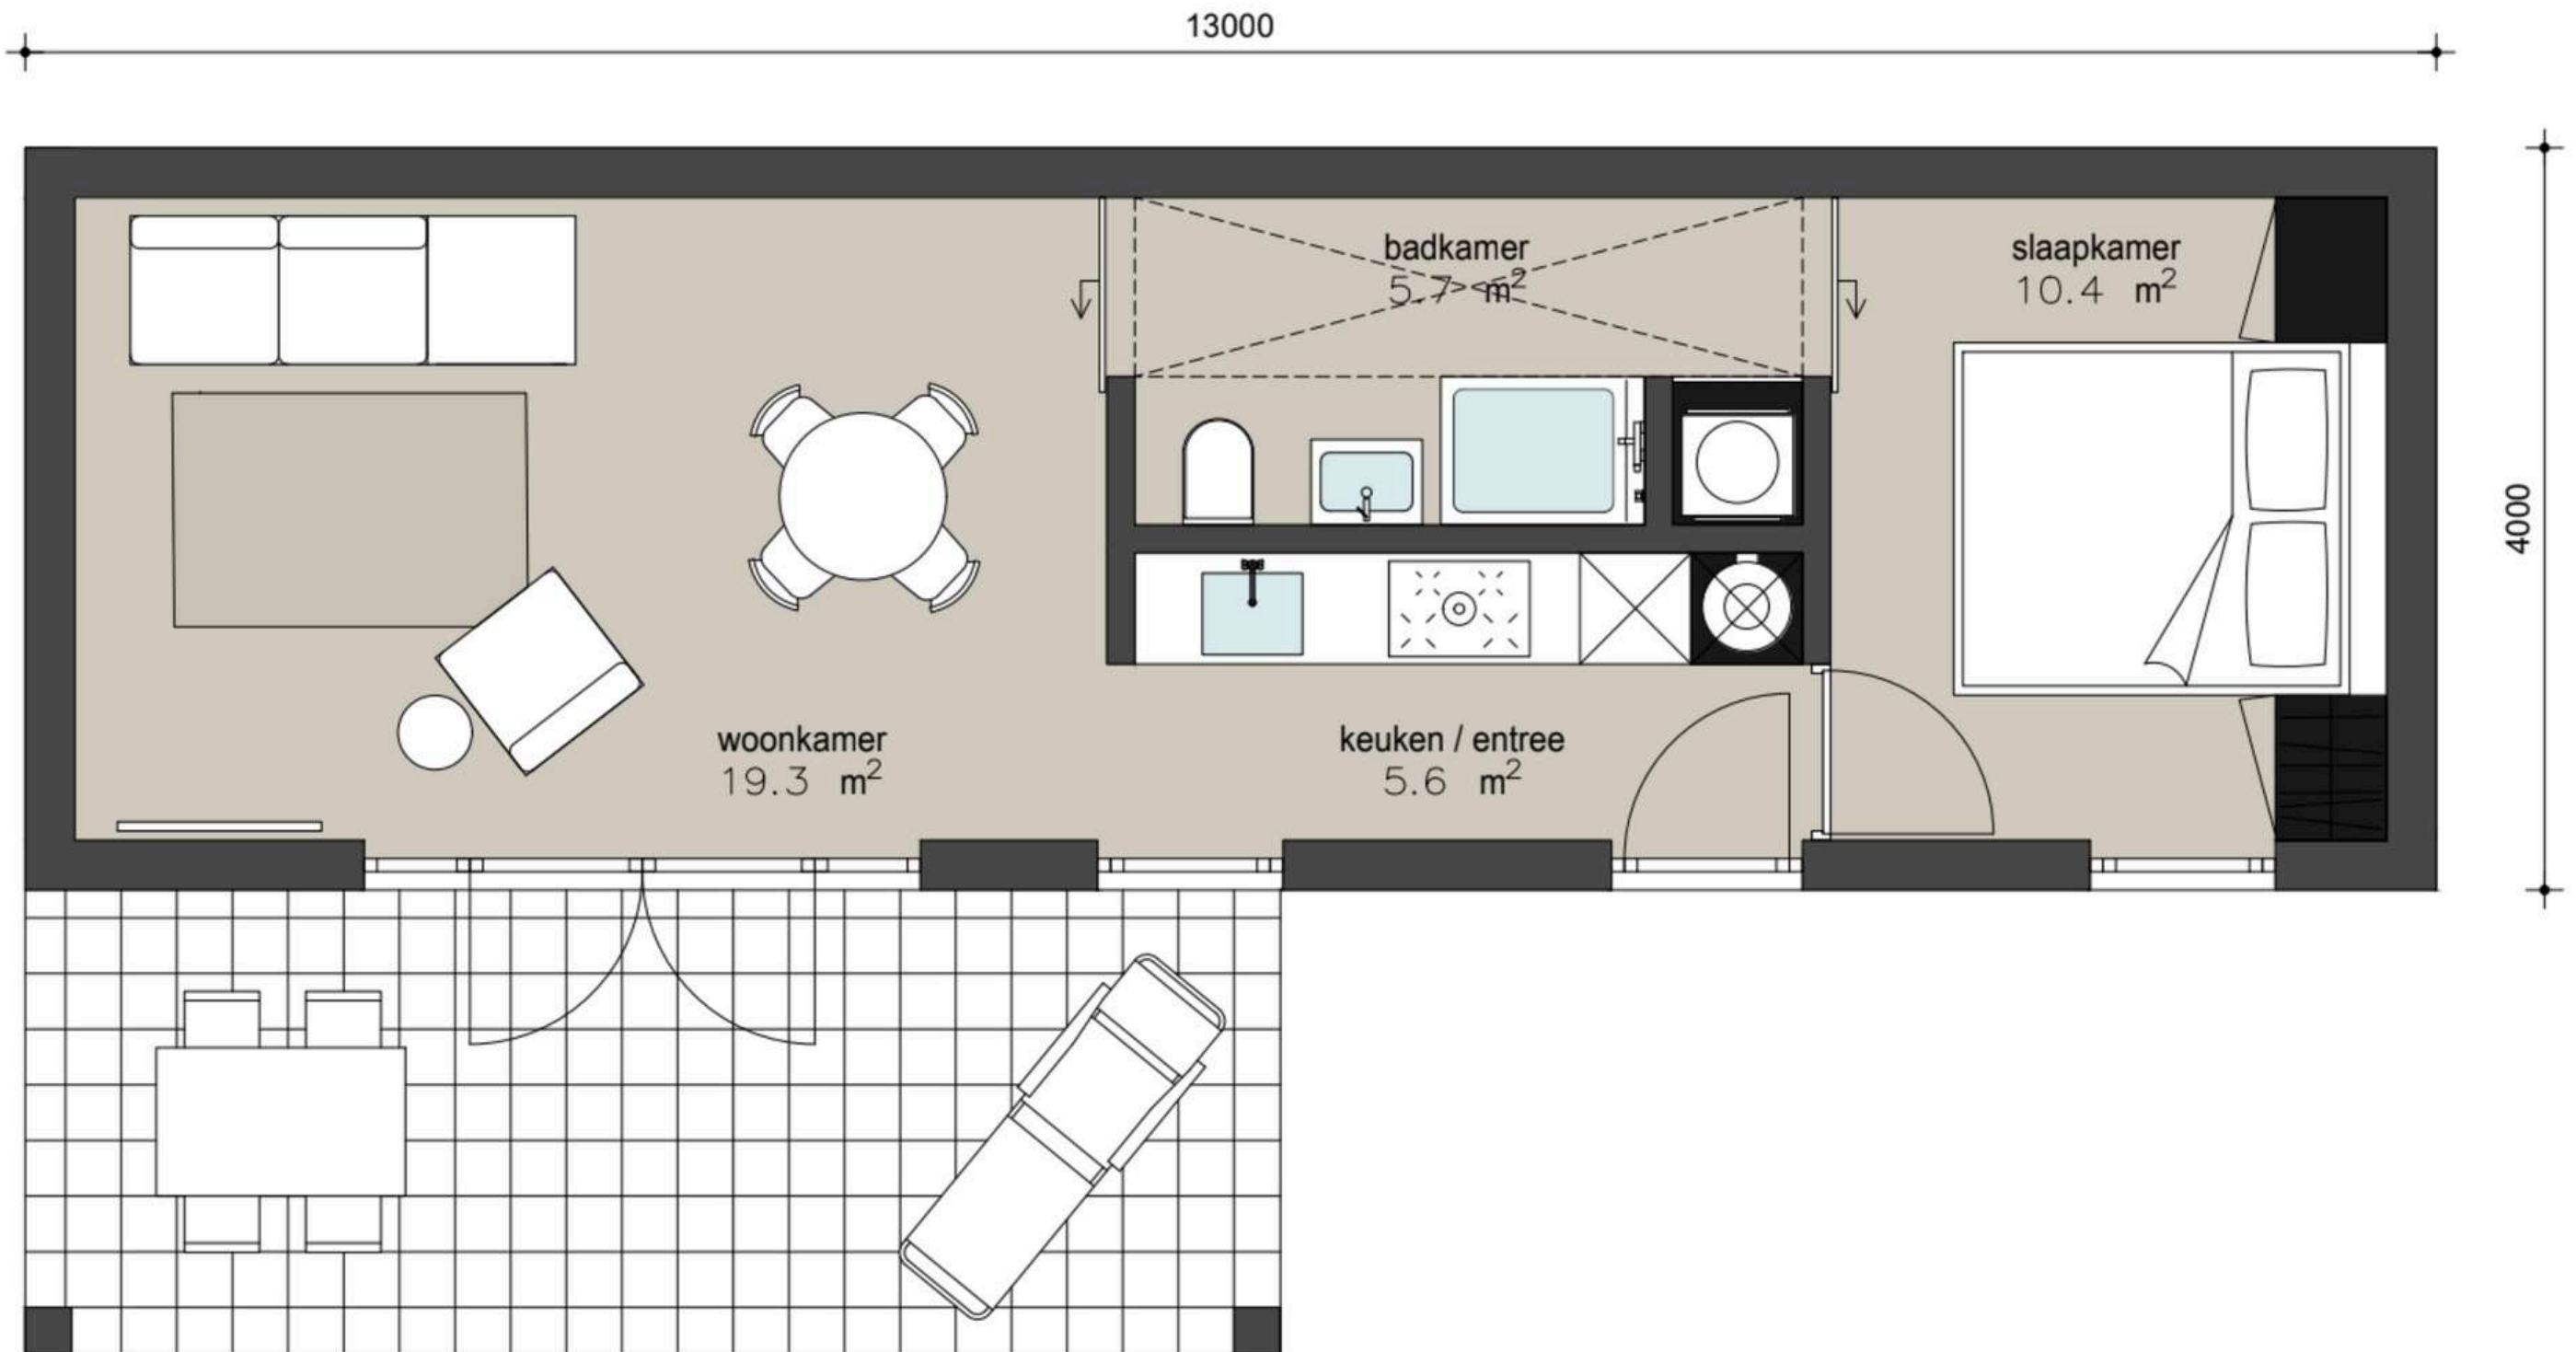 13000
badkamer
5.7 m²
slaapkamer
10.4 m²
4000
woonkamer
19.3 m²
keuken / entree
5.6 m²